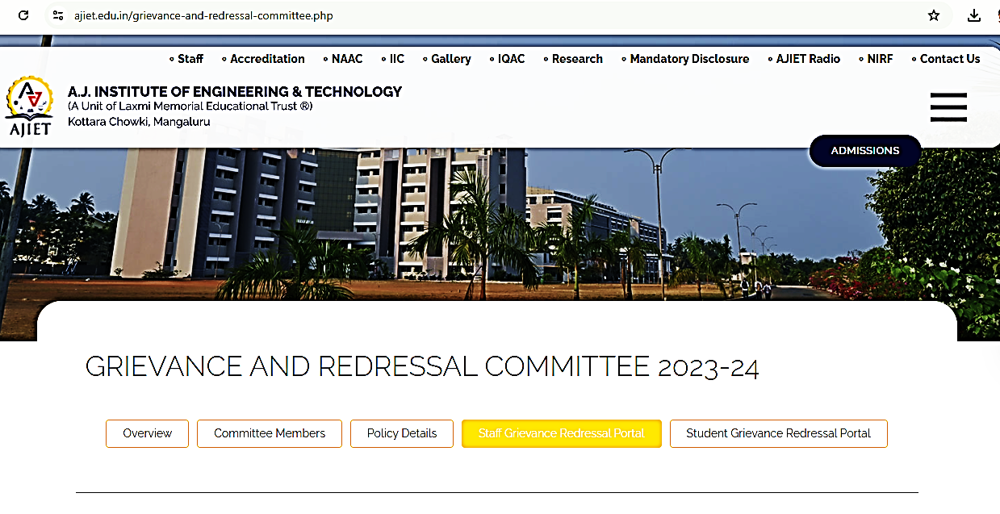 ajiet.edu.in/grievance-and-redressal-committee.php
Staff Accreditation NAAC IIC Gallery IQAC Research Mandatory Disclosure AJIET Radio NIRF Contact Us
A.J. INSTITUTE OF ENGINEERING & TECHNOLOGY
(A Unit of Laxmi Memorial Educational Trust ®)
Kottara Chowki, Mangaluru
AJIET
ADMISSIONS
GRIEVANCE AND REDRESSAL COMMITTEE 2023-24
Overview Committee Members Policy Details Staff Grievance Redressal Portal Student Grievance Redressal Portal